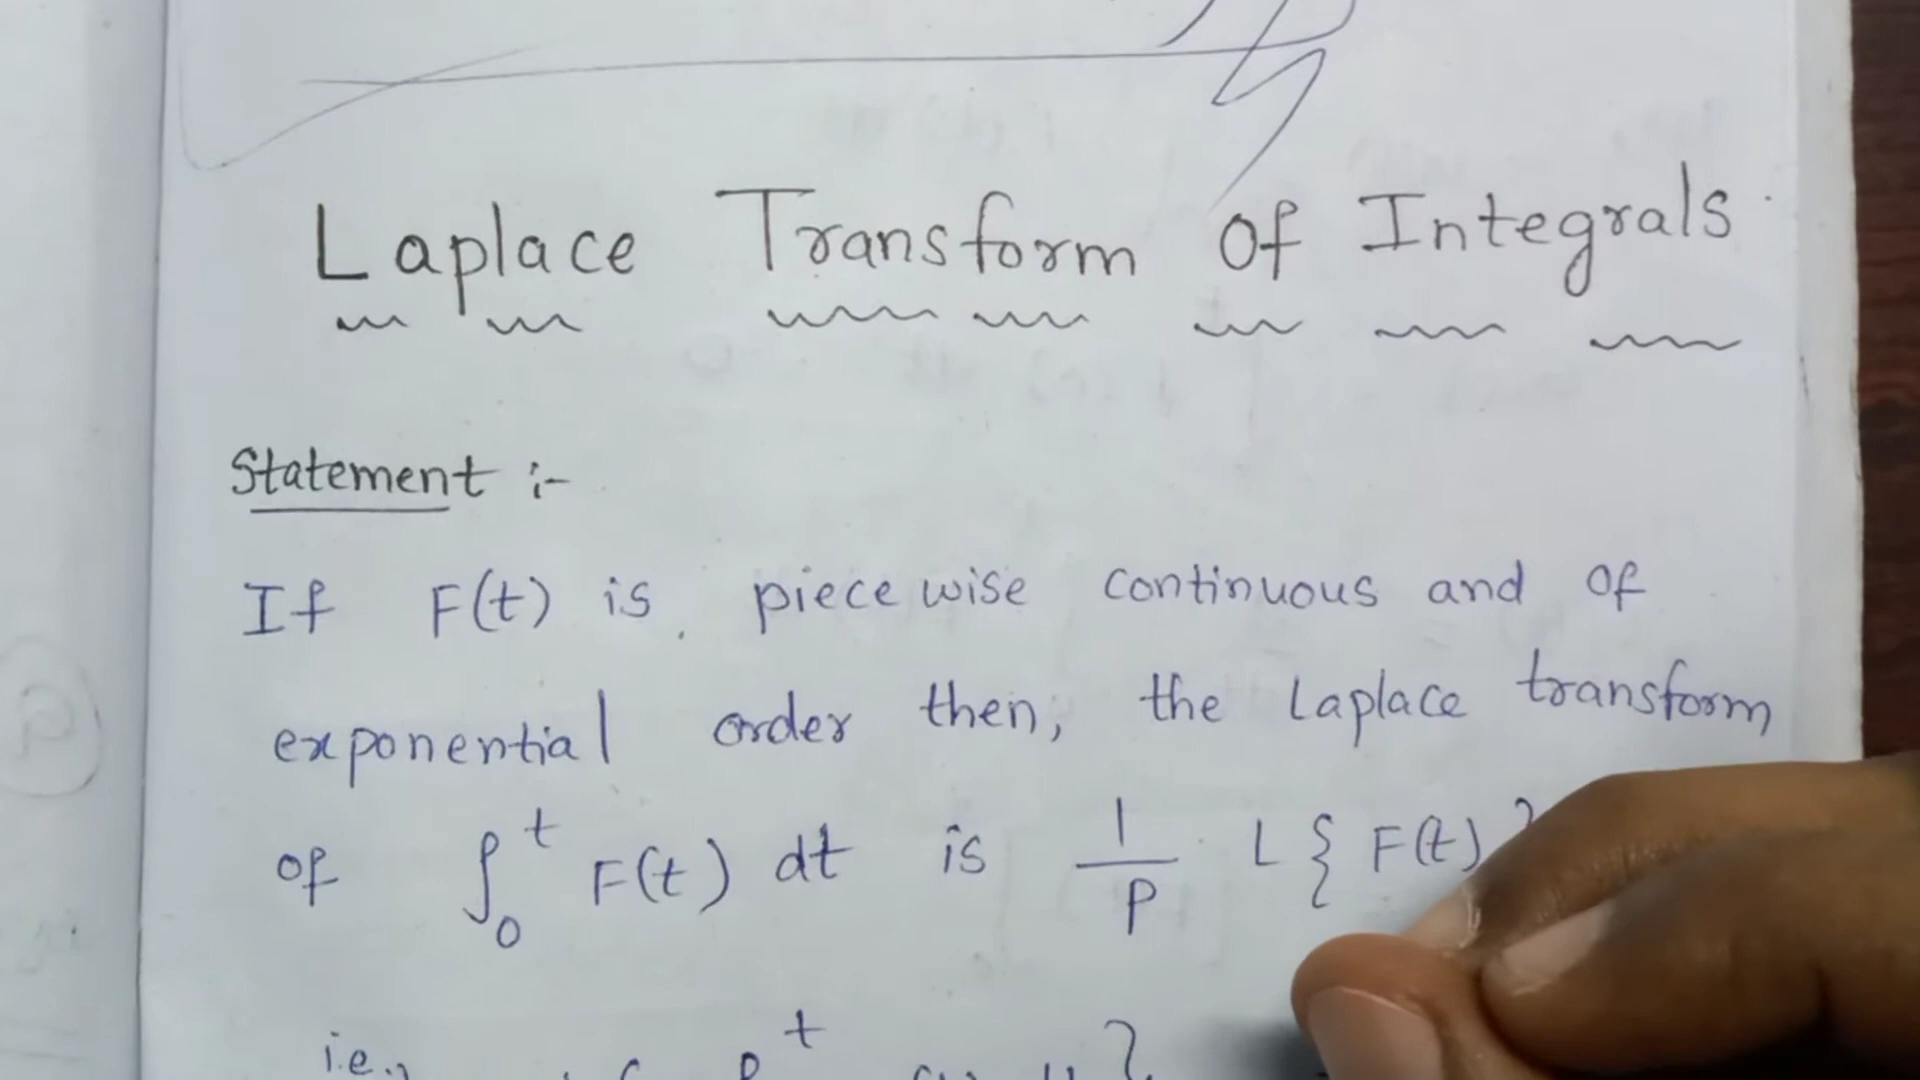 Laplace Transform Of Integrals
Statement :-
If F(t) is piecewise continuous and of
exponential order then, the Laplace transform
of ∫₀ᵗ F(t) dt is 1/P L{F(t)
i.e.,